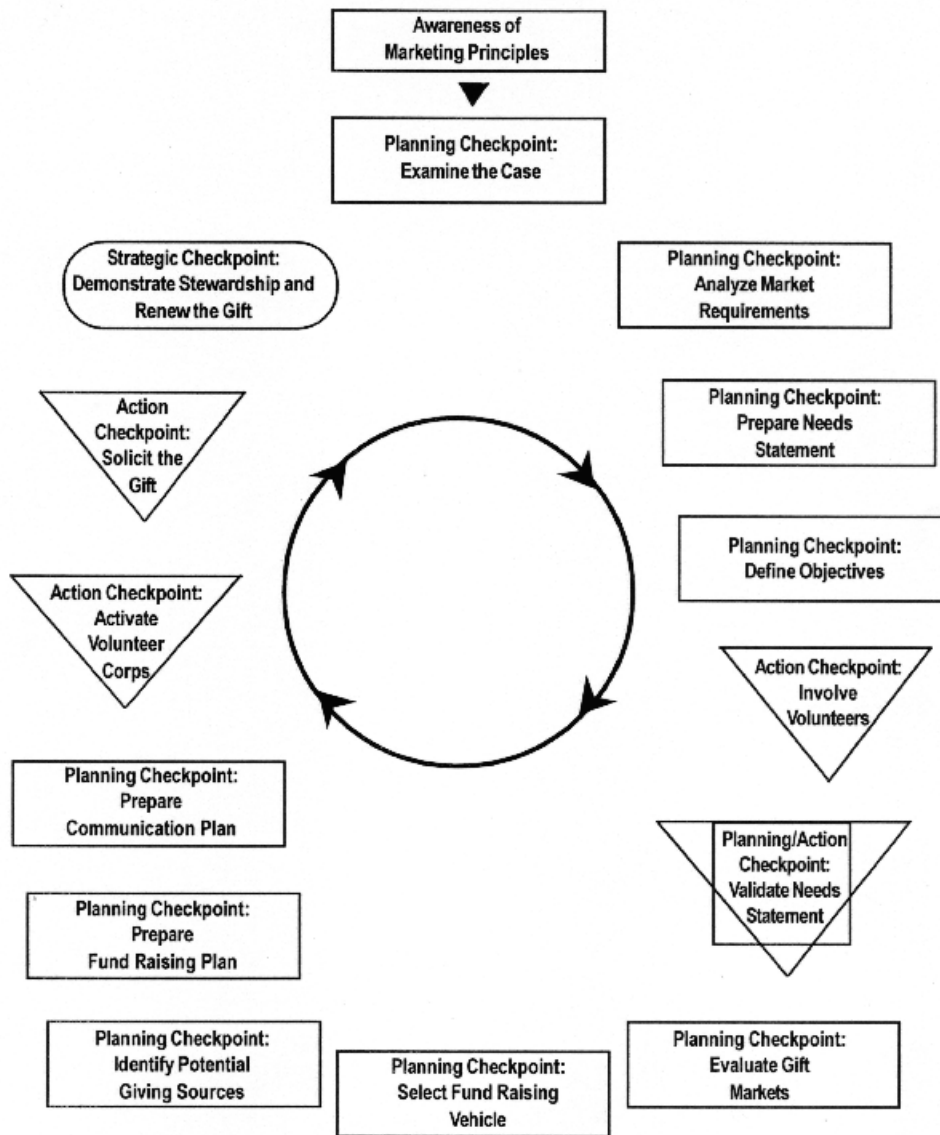 Awareness of
Marketing Principles
Planning Checkpoint:
Examine the Case
Planning Checkpoint:
Analyze Market
Requirements
Planning Checkpoint:
Prepare Needs
Statement
Planning Checkpoint:
Define Objectives
Action Checkpoint:
Involve
Volunteers
Planning/Action
Checkpoint:
Validate Needs
Statement
Planning Checkpoint:
Evaluate Gift
Markets
Planning Checkpoint:
Select Fund Raising
Vehicle
Planning Checkpoint:
Identify Potential
Giving Sources
Planning Checkpoint:
Prepare
Fund Raising Plan
Planning Checkpoint:
Prepare
Communication Plan
Action Checkpoint:
Activate
Volunteer
Corps
Action
Checkpoint:
Solicit the
Gift
Strategic Checkpoint:
Demonstrate Stewardship and
Renew the Gift